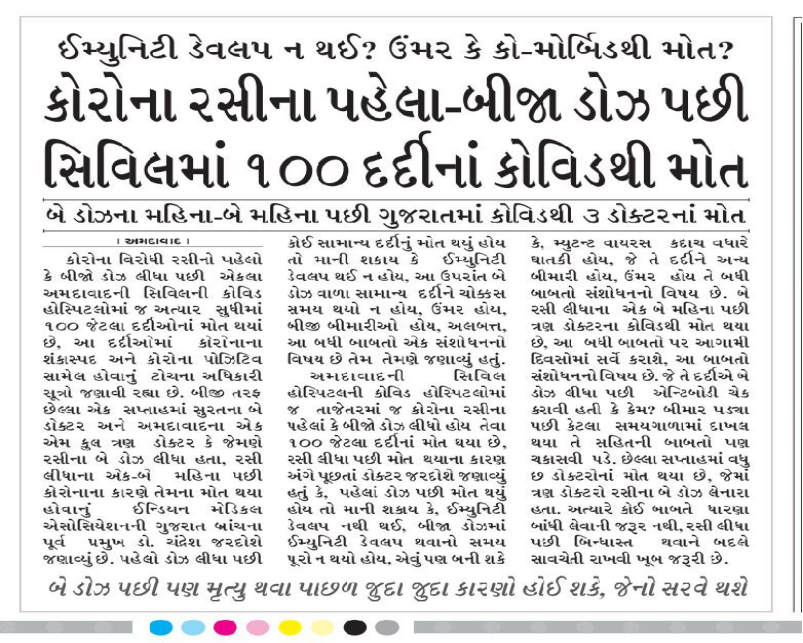 ઈમ્યુનિટી ડેવલપ ન થઈ? ઉંમર કે કો-મોર્બિડથી મોત?
કોરોના રસીના પહેલા-બીજા ડોઝ પછી
સિવિલમાં ૧૦૦ દર્દીનાં કોવિડથી મોત
બે ડોઝના મહિના-બે મહિના પછી ગુજરાતમાં કોવિડથી ૩ ડોક્ટરનાં મોત
। અમદાવાદ ।
કોરોના વિરોધી રસીનો પહેલો
કે બીજો ડોઝ લીધા પછી એકલા
અમદાવાદની સિવિલની કોવિડ
હોસ્પિટલોમાં જ અત્યાર સુધીમાં
૧૦૦ જેટલા દર્દીઓનાં મોત થયાં
છે, આ દર્દીઓમાં કોરોનાના
શંકાસ્પદ અને કોરોના પોઝિટિવ
સામેલ હોવાનું ટોચના અધિકારી
સૂત્રો જણાવી રહ્યા છે. બીજી તરફ
છેલ્લા એક સપ્તાહમાં સુરતના બે
ડોક્ટર અને અમદાવાદના એક
એમ કુલ ત્રણ ડોક્ટર કે જેમણે
રસીના બે ડોઝ લીધા હતા, રસી
લીધાના એક-બે મહિના પછી
કોરોનાના કારણે તેમના મોત થયા
હોવાનું ઈન્ડિયન મેડિકલ
એસોસિયેશનની ગુજરાત બ્રાંચના
પૂર્વ પ્રમુખ ડો. ચંદ્રેશ જરદોશે
જણાવ્યું છે. પહેલો ડોઝ લીધા પછી
કોઈ સામાન્ય દર્દીનું મોત થયું હોય
તો માની શકાય કે ઈમ્યુનિટી
ડેવલપ થઈ ન હોય, આ ઉપરાંત બે
ડોઝ વાળા સામાન્ય દર્દીને ચોક્કસ
સમય થયો ન હોય, ઉંમર હોય,
બીજી બીમારીઓ હોય, અલબત્ત,
આ બધી બાબતો એક સંશોધનનો
વિષય છે તેમ તેમણે જણાવ્યું હતું.
અમદાવાદની સિવિલ
હોસ્પિટલની કોવિડ હોસ્પિટલોમાં
જ તાજેતરમાં જ કોરોના રસીના
પહેલાં કે બીજો ડોઝ લીધો હોય તેવા
૧૦૦ જેટલા દર્દીનાં મોત થયા છે,
રસી લીધા પછી મોત થયાના કારણ
અંગે પૂછતાં ડોક્ટર જરદોશે જણાવ્યું
હતું કે, પહેલાં ડોઝ પછી મોત થયું
હોય તો માની શકાય કે, ઈમ્યુનિટી
ડેવલપ નથી થઈ, બીજા ડોઝમાં
ઈમ્યુનિટી ડેવલપ થવાનો સમય
પૂરો ન થયો હોય, એવું પણ બની શકે
કે, મ્યુટન્ટ વાયરસ કદાચ વધારે
ઘાતકી હોય, જે તે દર્દીને અન્ય
બીમારી હોય, ઉંમર હોય તે બધી
બાબતો સંશોધનનો વિષય છે. બે
રસી લીધાના એક બે મહિના પછી
ત્રણ ડોક્ટરના કોવિડથી મોત થયા
છે, આ બધી બાબતો પર આગામી
દિવસોમાં સર્વે કરાશે, આ બાબતો
સંશોધનનો વિષય છે. જે તે દર્દીએ બે
ડોઝ લીધા પછી એન્ટિબોડી ચેક
કરાવી હતી કે કેમ? બીમાર પડ્યા
પછી કેટલા સમયગાળામાં દાખલ
થયા તે સહિતની બાબતો પણ
ચકાસવી પડે. છેલ્લા સપ્તાહમાં વધુ
છ ડોક્ટરોનાં મોત થયા છે, જેમાં
ત્રણ ડોક્ટરો રસીના બે ડોઝ લેનારા
હતા. અત્યારે કોઈ બાબતે ધારણા
બાંધી લેવાની જરૂર નથી, રસી લીધા
પછી બિન્ધાસ્ત થવાને બદલે
સાવચેતી રાખવી ખૂબ જરૂરી છે.
બે ડોઝ પછી પણ મૃત્યુ થવા પાછળ જુદા જુદા કારણો હોઈ શકે, જેનો સરવે થશે